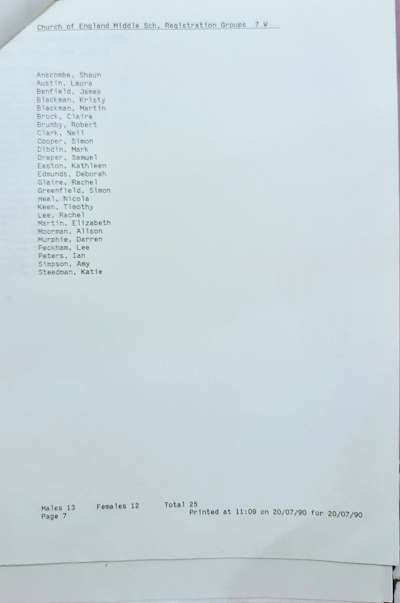 Church of England Middle Sch. Registration Groups 7 W
Anscombe, Shaun
Austin, Laura
Benfield, James
Blackman, Kristy
Blackman, Martin
Brock, Claire
Brumby, Robert
Clark, Neil
Cooper, Simon
Dibdin, Mark
Draper, Samuel
Easton, Kathleen
Edmunds, Deborah
Glaire, Rachel
Greenfield, Simon
Heal, Nicola
Keen, Timothy
Lee, Rachel
Martin, Elizabeth
Moorman, Alison
Murphie, Darren
Peckham, Lee
Peters, Ian
Simpson, Amy
Steedman, Katie
Males 13 Females 12 Total 25
Page 7 Printed at 11:09 on 20/07/90 for 20/07/90